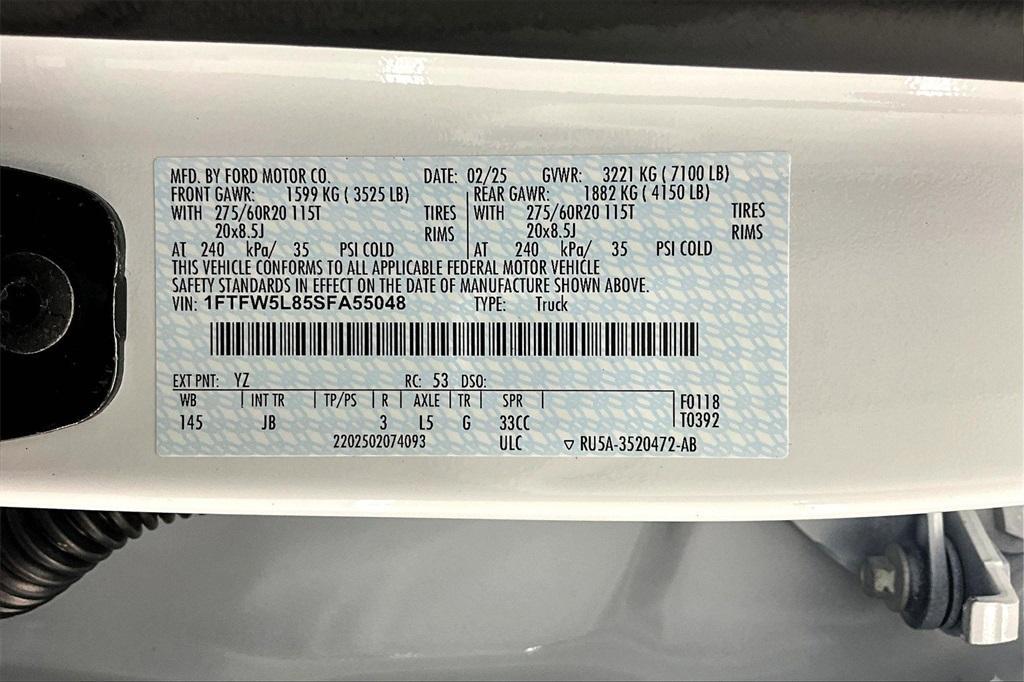 MFD. BY FORD MOTOR CO. DATE: 02/25 GVWR: 3221 KG ( 7100 LB)
FRONT GAWR: 1599 KG ( 3525 LB) REAR GAWR: 1882 KG ( 4150 LB)
WITH 275/60R20 115T TIRES WITH 275/60R20 115T TIRES
20x8.5J RIMS 20x8.5J RIMS
AT 240 kPa/ 35 PSI COLD AT 240 kPa/ 35 PSI COLD
THIS VEHICLE CONFORMS TO ALL APPLICABLE FEDERAL MOTOR VEHICLE
SAFETY STANDARDS IN EFFECT ON THE DATE OF MANUFACTURE SHOWN ABOVE.
VIN: 1FTFW5L85SFA55048 TYPE: Truck
EXT PNT: YZ RC: 53 DSO:
WB INT TR TP/PS R AXLE TR SPR F0118
145 JB 3 L5 G 33CC T0392
2202502074093 ULC ▽ RU5A-3520472-AB